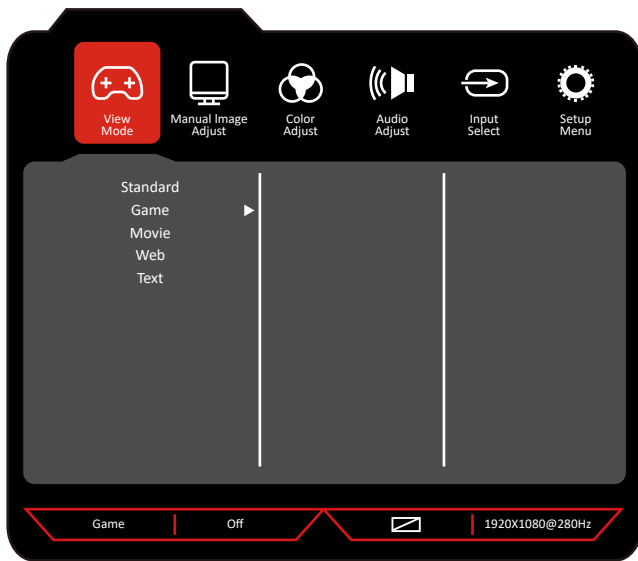 View
Mode
Manual Image
Adjust
Color
Adjust
Audio
Adjust
Input
Select
Setup
Menu
Standard
Game
Movie
Web
Text
Game
Off
1920X1080@280Hz